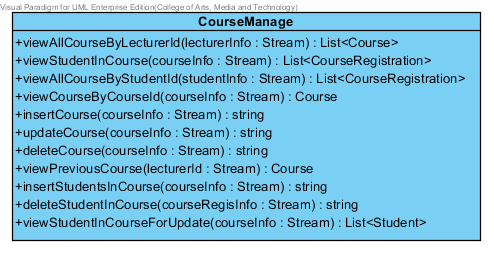 Visual Paradigm for UML Enterprise Edition(College of Arts, Media and Technology)
CourseManage
+viewAllCourseByLecturerId(lecturerInfo : Stream) : List<Course>
+viewStudentInCourse(courseInfo : Stream) : List<CourseRegistration>
+viewAllCourseByStudentId(studentInfo : Stream) : List<CourseRegistration>
+viewCourseByCourseId(courseInfo : Stream) : Course
+insertCourse(courseInfo : Stream) : string
+updateCourse(courseInfo : Stream) : string
+deleteCourse(courseInfo : Stream) : string
+viewPreviousCourse(lecturerId : Stream) : Course
+insertStudentsInCourse(courseInfo : Stream) : string
+deleteStudentInCourse(courseRegisInfo : Stream) : string
+viewStudentInCourseForUpdate(courseInfo : Stream) : List<Student>